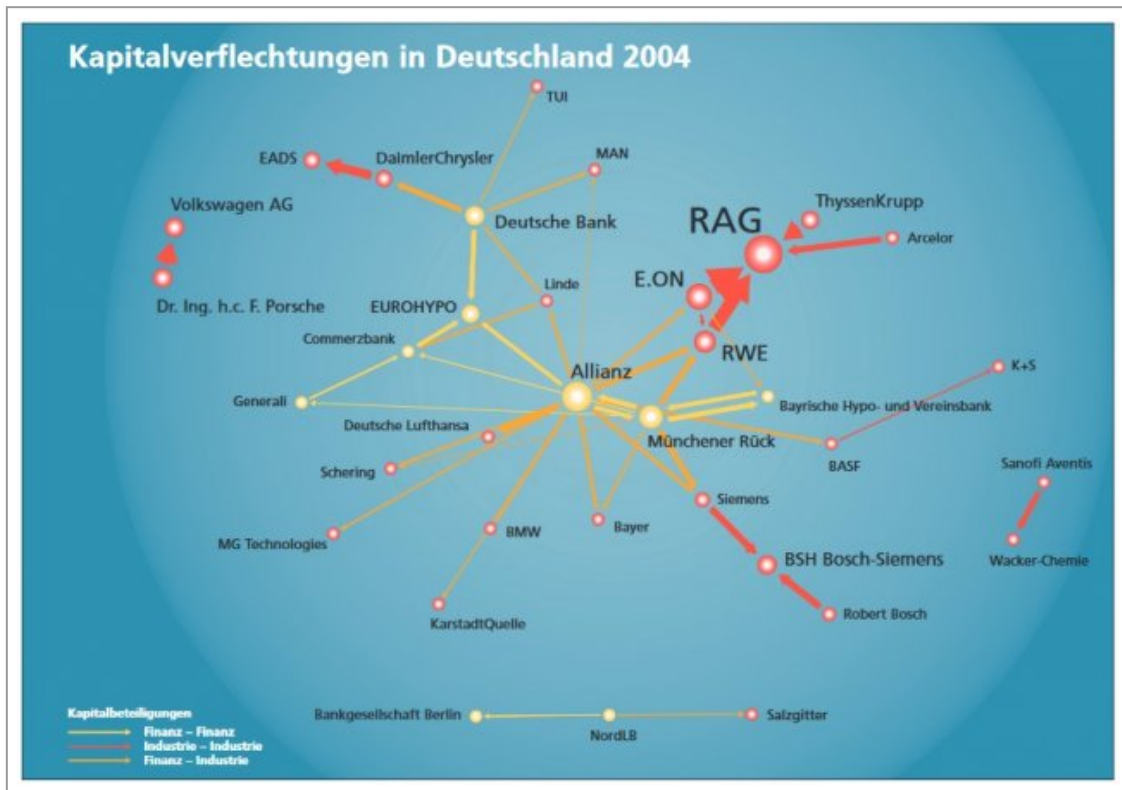 Kapitalverflechtungen in Deutschland 2004
TUI
EADS
DaimlerChrysler
MAN
Volkswagen AG
Deutsche Bank
RAG
ThyssenKrupp
Arcelor
E.ON
Dr. Ing. h.c. F. Porsche
EUROHYPO
Linde
Commerzbank
RWE
Allianz
K+S
Generali
Bayrische Hypo- und Vereinsbank
Deutsche Lufthansa
Münchener Rück
Schering
BASF
Sanofi Aventis
Siemens
MG Technologies
BMW
Bayer
BSH Bosch-Siemens
Wacker-Chemie
KarstadtQuelle
Robert Bosch
Bankgesellschaft Berlin
NordLB
Salzgitter
Kapitalbeteiligungen
Finanz – Finanz
Industrie – Industrie
Finanz – Industrie